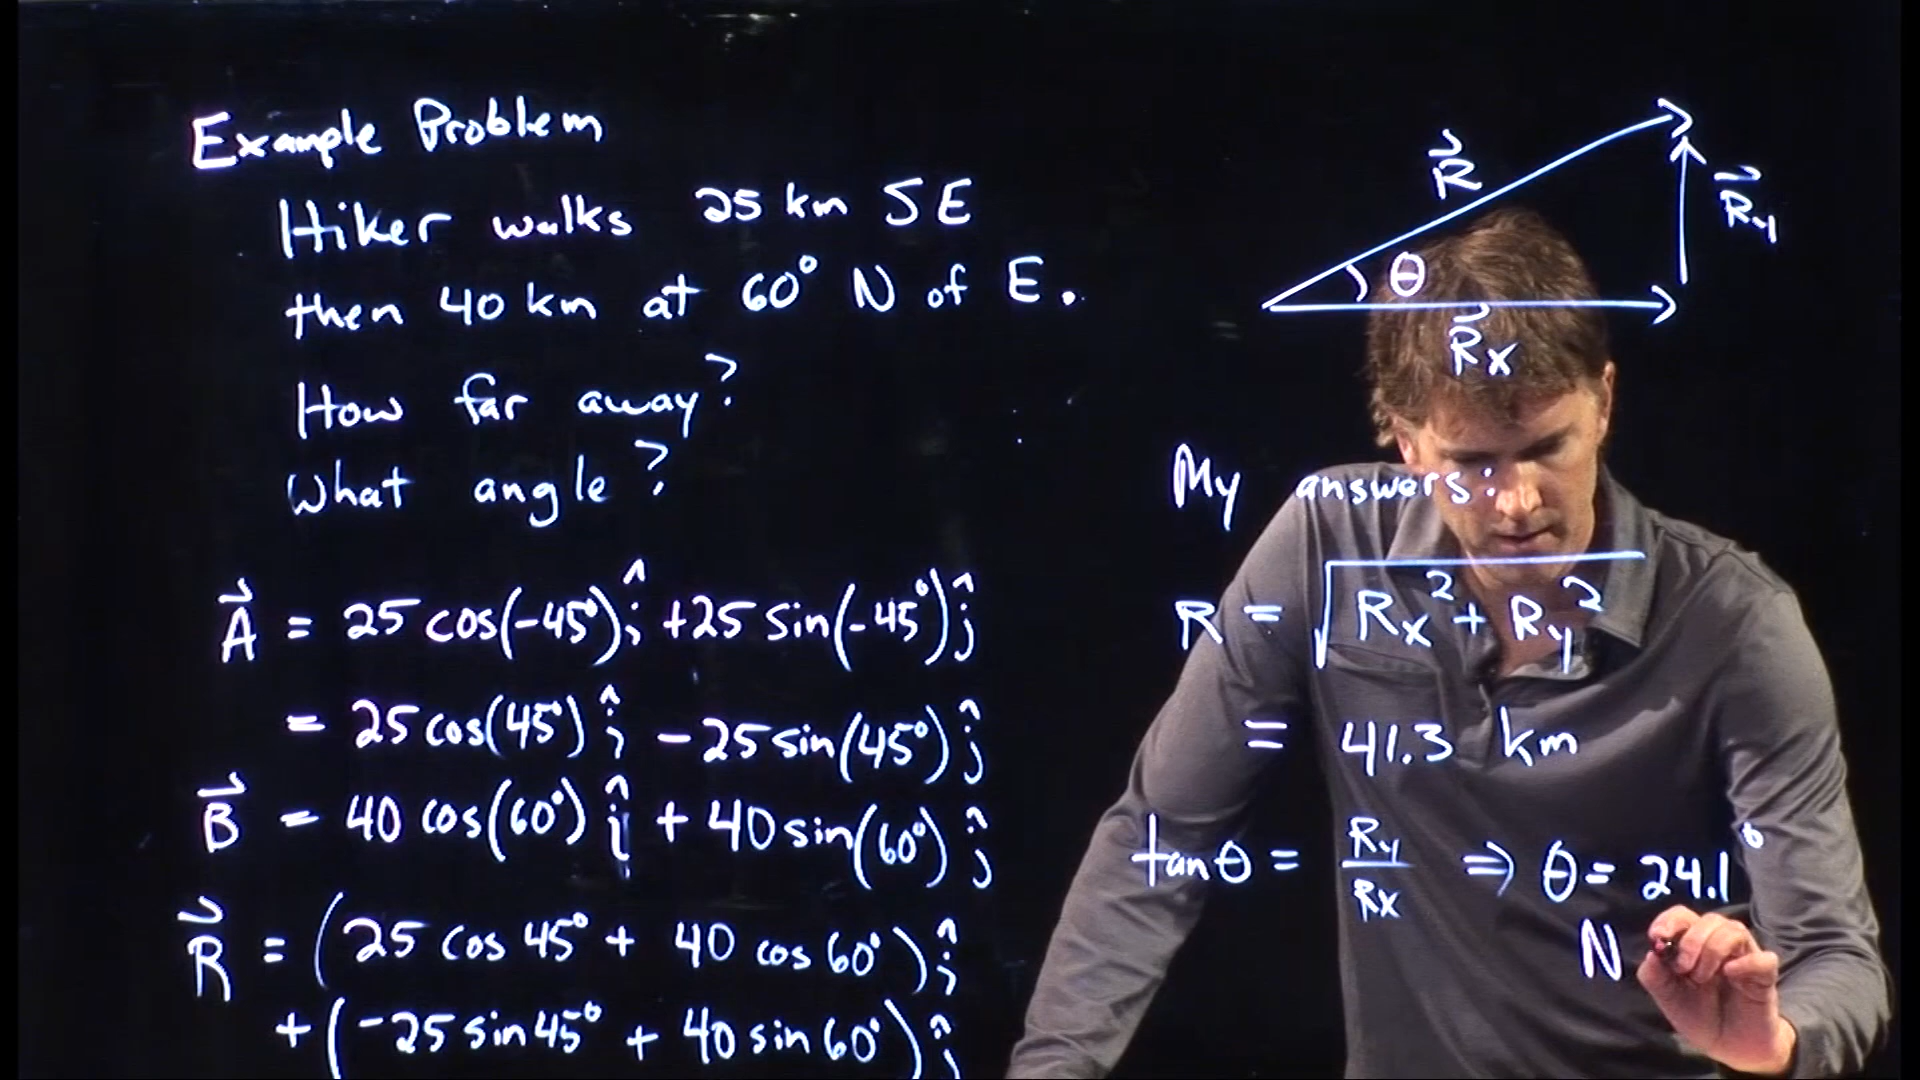 Example Problem
Hiker walks 25 km SE
then 40 km at 60° N of E.
How far away?
What angle?
A⃗ = 25 cos(-45°) î + 25 sin(-45°) ĵ
= 25 cos(45°) î - 25 sin(45°) ĵ
B⃗ = 40 cos(60°) î + 40 sin(60°) ĵ
R⃗ = (25 cos 45° + 40 cos 60°) î
+ (-25 sin 45° + 40 sin 60°) ĵ
R⃗
R⃗y
θ
R⃗x
My answers:
R = √(Rx² + Ry²)
= 41.3 km
tan θ = Ry/Rx ⇒ θ = 24.1°
N